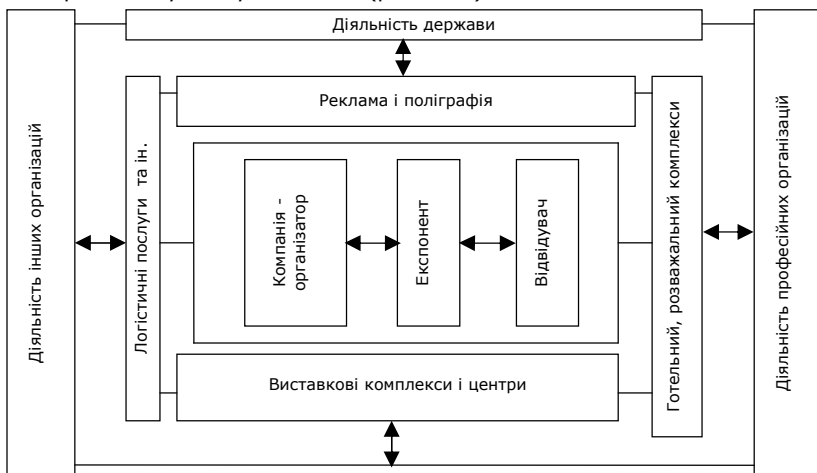 Діяльність держави
Реклама і поліграфія
Діяльність інших організацій
Логістичні послуги та ін.
Компанія -
організатор
Експонент
Відвідувач
Готельний, розважальний комплекси
Діяльність професійних організацій
Виставкові комплекси і центри